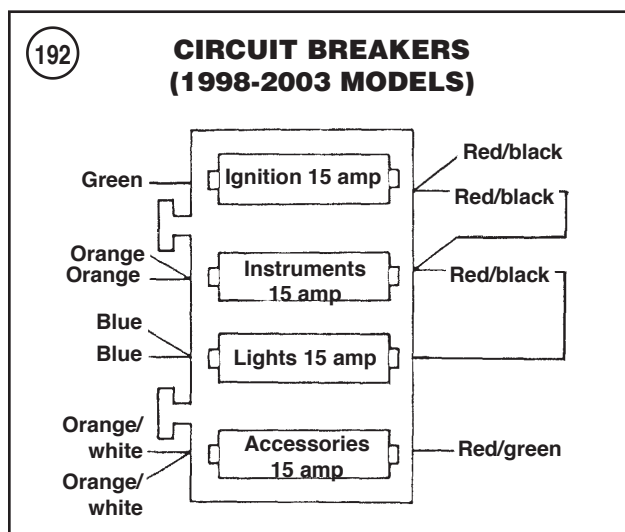 192
CIRCUIT BREAKERS
(1998-2003 MODELS)
Green
Ignition 15 amp
Red/black
Red/black
Orange
Orange
Instruments
15 amp
Red/black
Blue
Blue
Lights 15 amp
Orange/
white
Orange/
white
Accessories
15 amp
Red/green